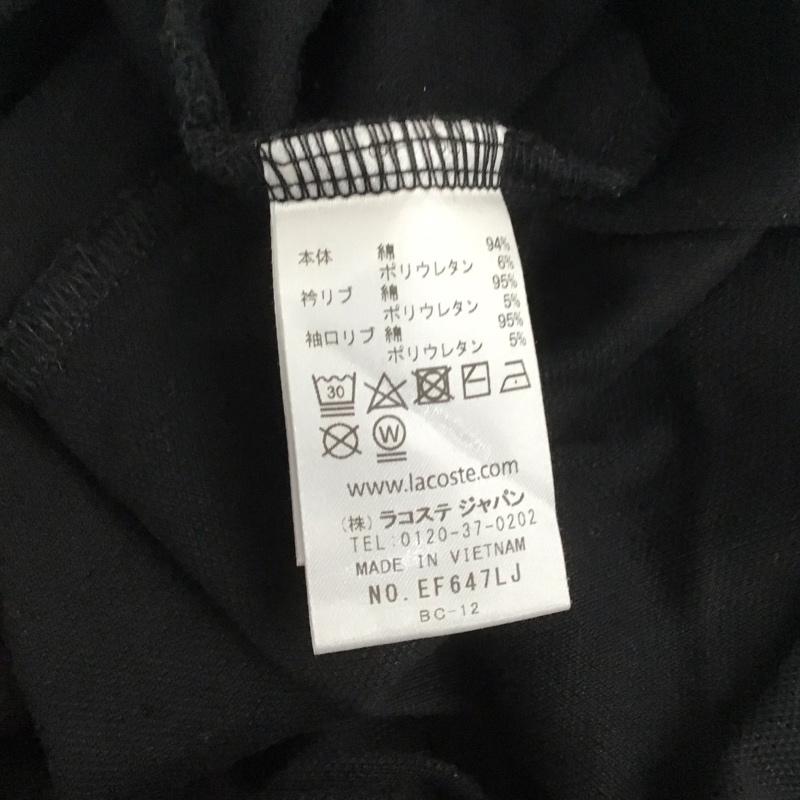 本体 綿 94%
ポリウレタン 6%
衿リブ 綿 95%
ポリウレタン 5%
袖口リブ 綿 95%
ポリウレタン 5%
30
W
www.lacoste.com
(株) ラコステ ジャパン
TEL:0120-37-0202
MADE IN VIETNAM
NO. EF647LJ
BC-12